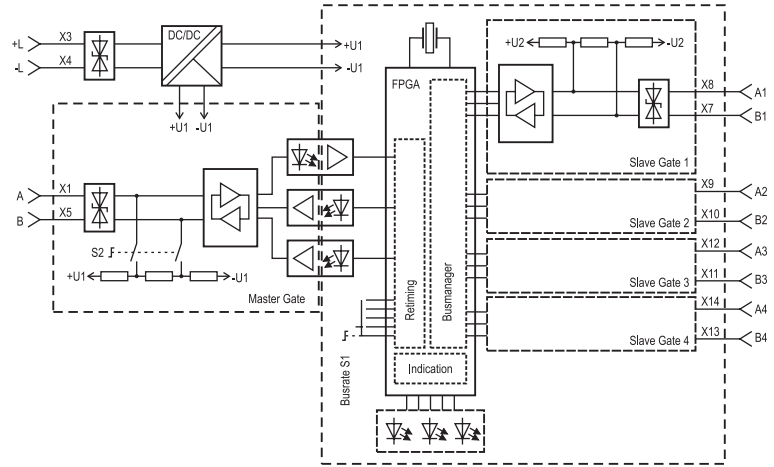 +L X3 DC/DC +U1
-L X4 -U1
+U1 -U1
FPGA
+U2 -U2
X8 A1
X7 B1
Slave Gate 1
A X1
B X5
S2
+U1 -U1
Master Gate
X9 A2
X10 B2
Slave Gate 2
X12 A3
X11 B3
Slave Gate 3
X14 A4
X13 B4
Slave Gate 4
Retiming
Busmanager
Busrate S1
Indication